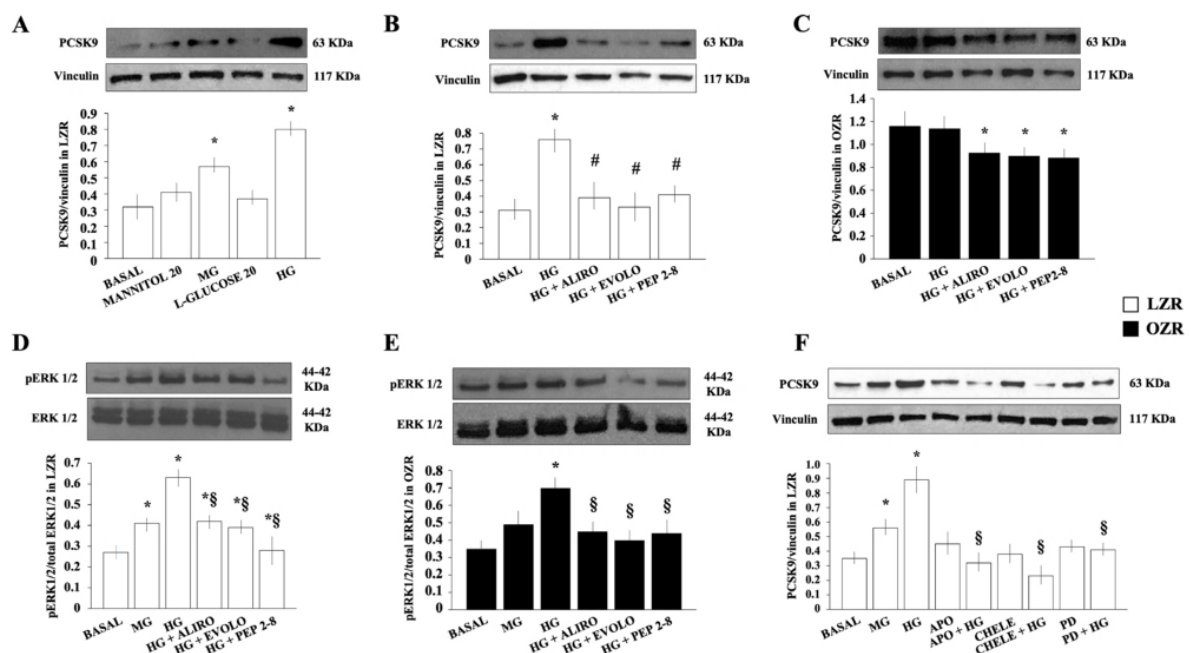 A
PCSK9
63 KDa
Vinculin
117 KDa
PCSK9/vinculin in LZR
0.9
0.8
0.7
0.6
0.5
0.4
0.3
0.2
0.1
0
*
*
BASAL
MANNITOL 20
MG
L-GLUCOSE 20
HG
B
PCSK9
63 KDa
Vinculin
117 KDa
PCSK9/vinculin in LZR
0.8
0.7
0.6
0.5
0.4
0.3
0.2
0.1
0
*
#
#
#
BASAL
HG
HG + ALIRO
HG + EVOLO
HG + PEP 2-8
C
PCSK9
63 KDa
Vinculin
117 KDa
PCSK9/vinculin in OZR
1.4
1.2
1.0
0.8
0.6
0.4
0.2
0
*
*
*
BASAL
HG
HG + ALIRO
HG + EVOLO
HG + PEP2-8
LZR
OZR
D
pERK 1/2
44-42
KDa
ERK 1/2
44-42
KDa
pERK1/2/total ERK1/2 in LZR
0.7
0.6
0.5
0.4
0.3
0.2
0.1
0
*
*
*§
*§
*§
BASAL
MG
HG
HG + ALIRO
HG + EVOLO
HG + PEP 2-8
E
pERK 1/2
44-42
KDa
ERK 1/2
44-42
KDa
pERK1/2/total ERK1/2 in OZR
0.8
0.7
0.6
0.5
0.4
0.3
0.2
0.1
0
*
§
§
§
BASAL
MG
HG
HG + ALIRO
HG + EVOLO
HG + PEP 2-8
F
PCSK9
63 KDa
Vinculin
117 KDa
PCSK9/vinculin in LZR
1.0
0.9
0.8
0.7
0.6
0.5
0.4
0.3
0.2
0.1
0
*
*
§
§
§
BASAL
MG
HG
APO
APO + HG
CHELE
CHELE + HG
PD
PD + HG